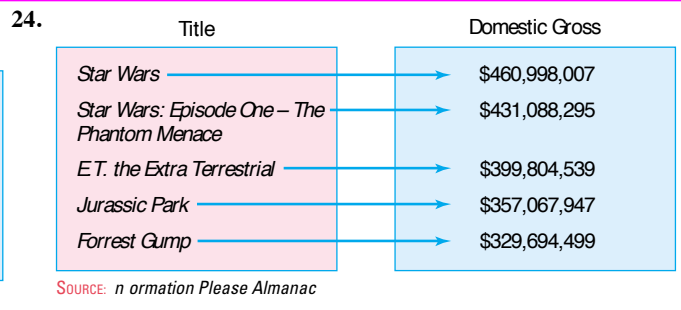 24.
Title Domestic Gross
Star Wars $460,998,007
Star Wars: Episode One – The $431,088,295
Phantom Menace
E.T. the Extra Terrestrial $399,804,539
Jurassic Park $357,067,947
Forrest Gump $329,694,499
SOURCE: n ormation Please Almanac